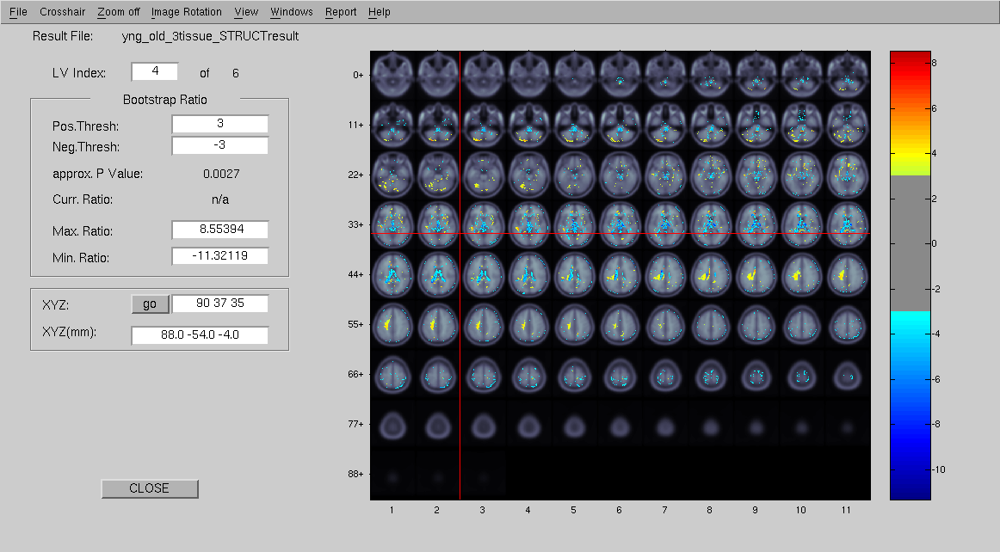 File Crosshair Zoom off Image Rotation View Windows Report Help
Result File: yng_old_3tissue_STRUCTresult
LV Index: 4 of 6
Bootstrap Ratio
Pos.Thresh: 3
Neg.Thresh: -3
approx. P Value: 0.0027
Curr. Ratio: n/a
Max. Ratio: 8.55394
Min. Ratio: -11.32119
XYZ: go 90 37 35
XYZ(mm): 88.0 -54.0 -4.0
CLOSE
0+
11+
22+
33+
44+
55+
66+
77+
88+
1 2 3 4 5 6 7 8 9 10 11
8
6
4
2
0
-2
-4
-6
-8
-10